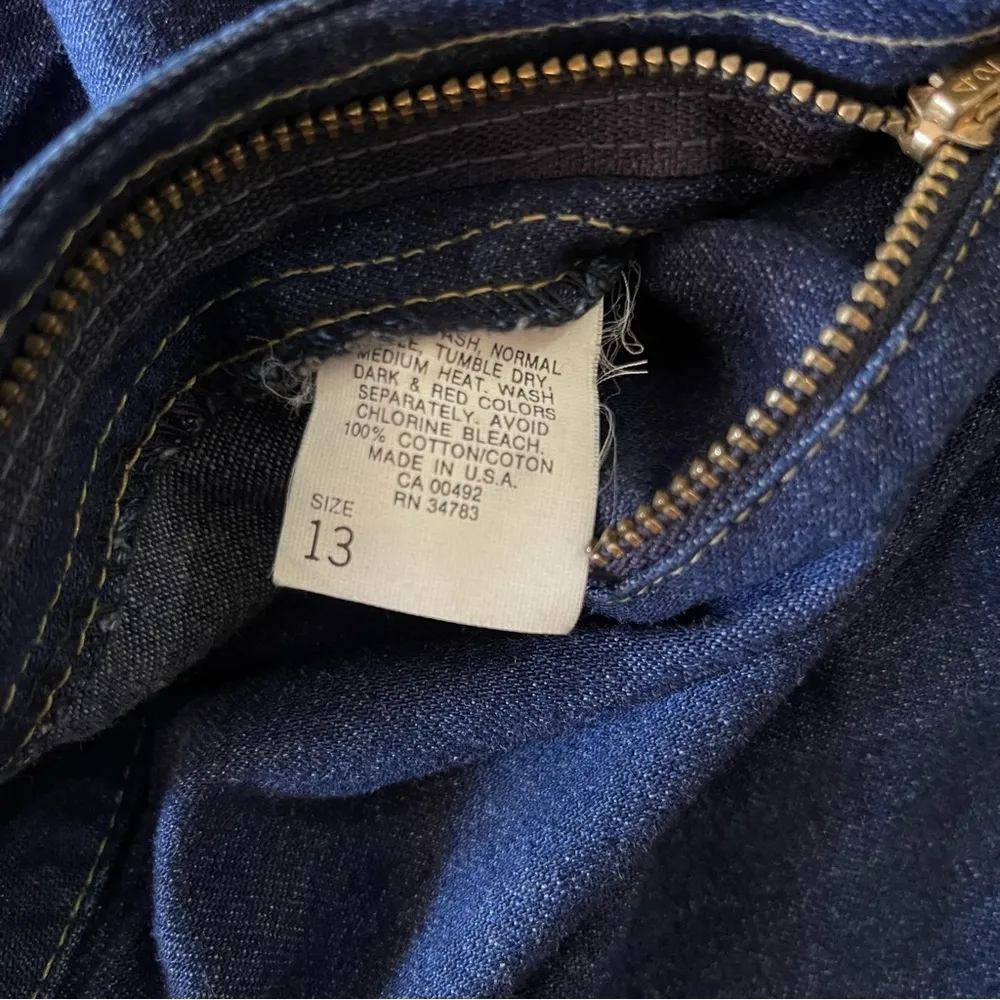 ASH, NORMAL
TUMBLE DRY,
MEDIUM HEAT. WASH
DARK & RED COLORS
SEPARATELY. AVOID
CHLORINE BLEACH.
100% COTTON/COTON
MADE IN U.S.A.
CA 00492
RN 34783
SIZE
13